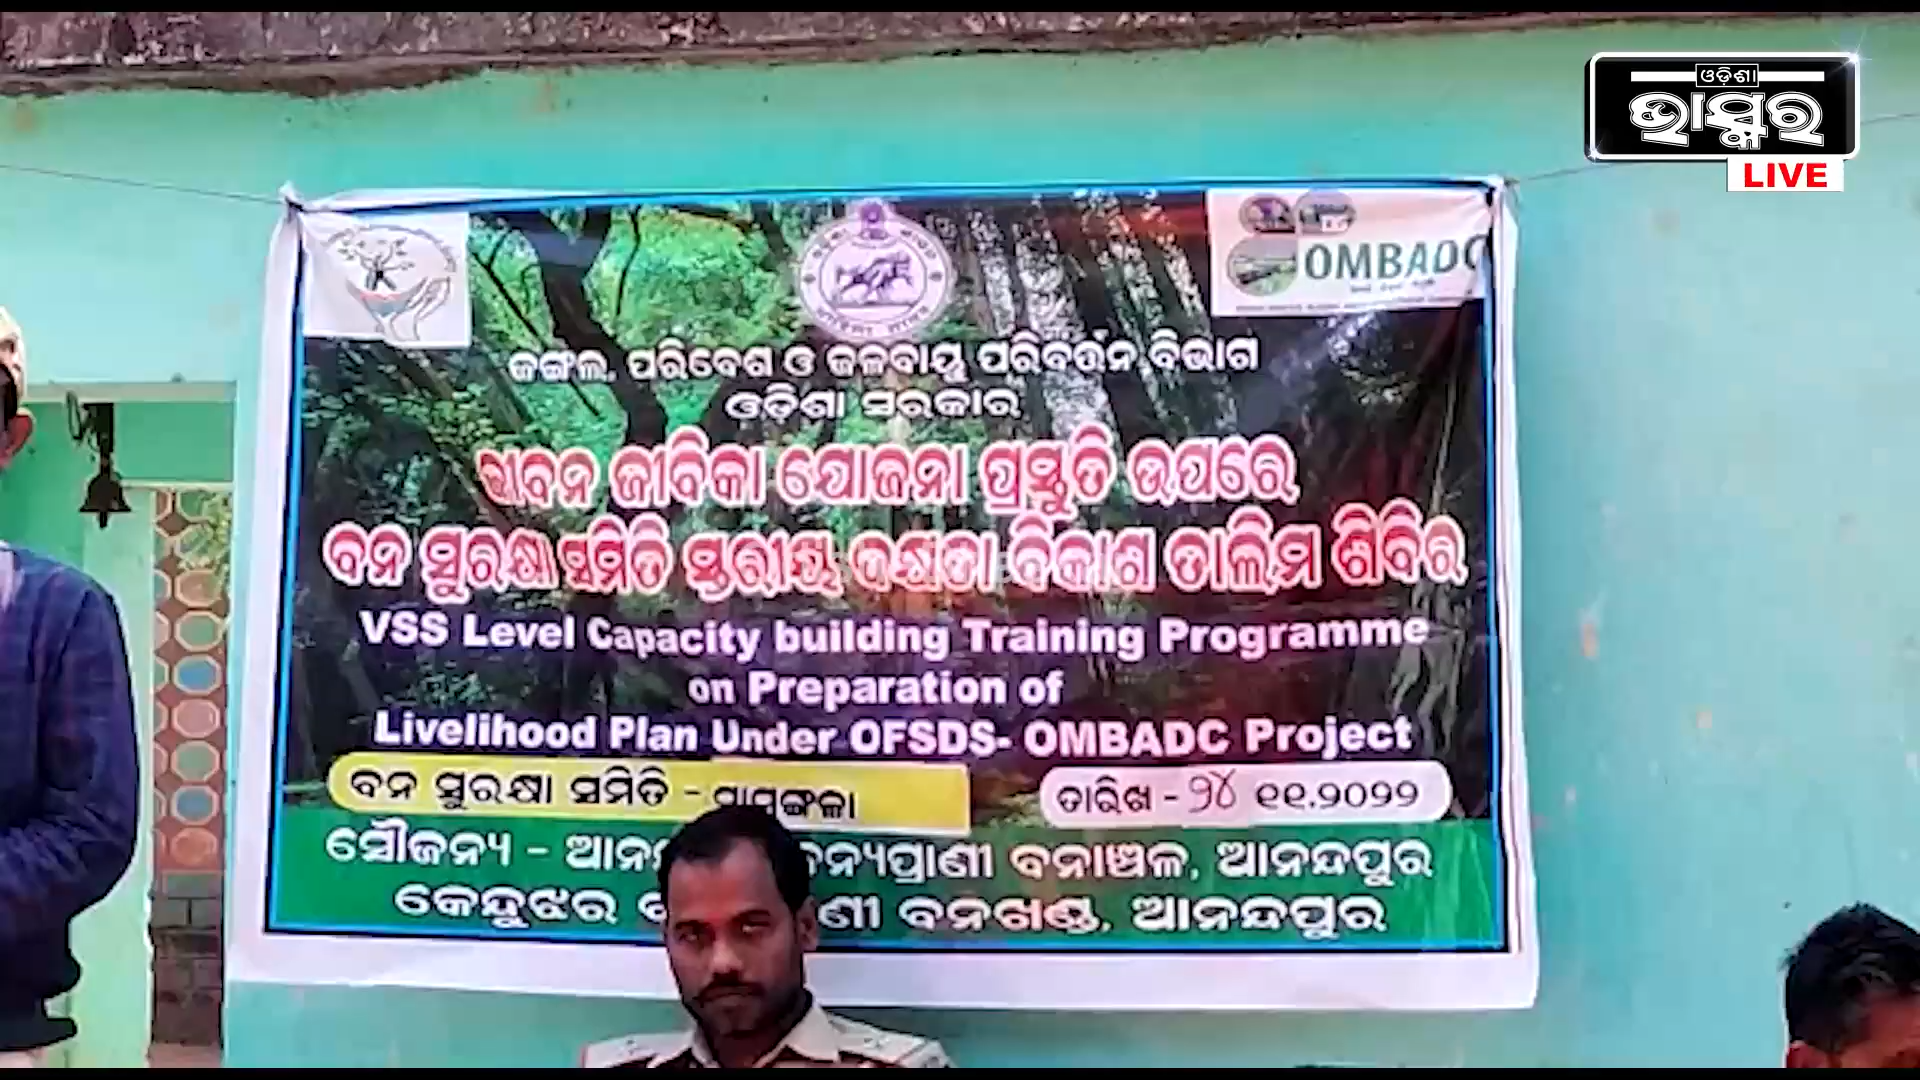 ଓଡ଼ିଶା
ଭାସ୍କର
LIVE
OMBADC
ଜଙ୍ଗଲ, ପରିବେଶ ଓ ଜଳବାୟୁ ପରିବର୍ତ୍ତନ ବିଭାଗ
ଓଡ଼ିଶା ସରକାର
ଜୀବନ ଜୀବିକା ଯୋଜନା ପ୍ରସ୍ତୁତି ଉପରେ
ବନ ସୁରକ୍ଷା ସମିତି ସ୍ତରୀୟ ଦକ୍ଷତା ବିକାଶ ତାଲିମ ଶିବିର
VSS Level Capacity building Training Programme
on Preparation of
Livelihood Plan Under OFSDS- OMBADC Project
ବନ ସୁରକ୍ଷା ସମିତି -
ତାରିଖ - ୨୪ ୧୧.୨୦୨୨
ସୌଜନ୍ୟ - ବନାଞ୍ଚଳ, ଆନନ୍ଦପୁର
କେନ୍ଦୁଝର ବନଖଣ୍ଡ, ଆନନ୍ଦପୁର